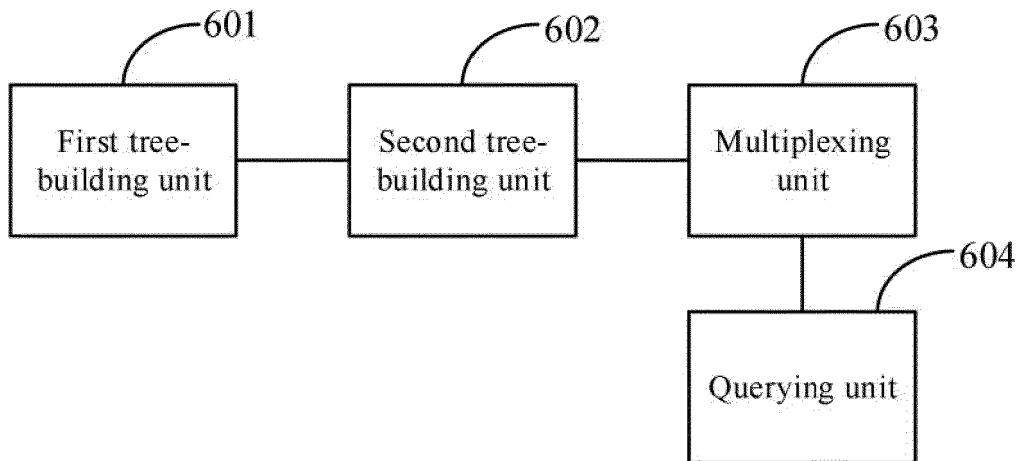 601
602
603
First tree-
building unit
Second tree-
building unit
Multiplexing
unit
604
Querying unit